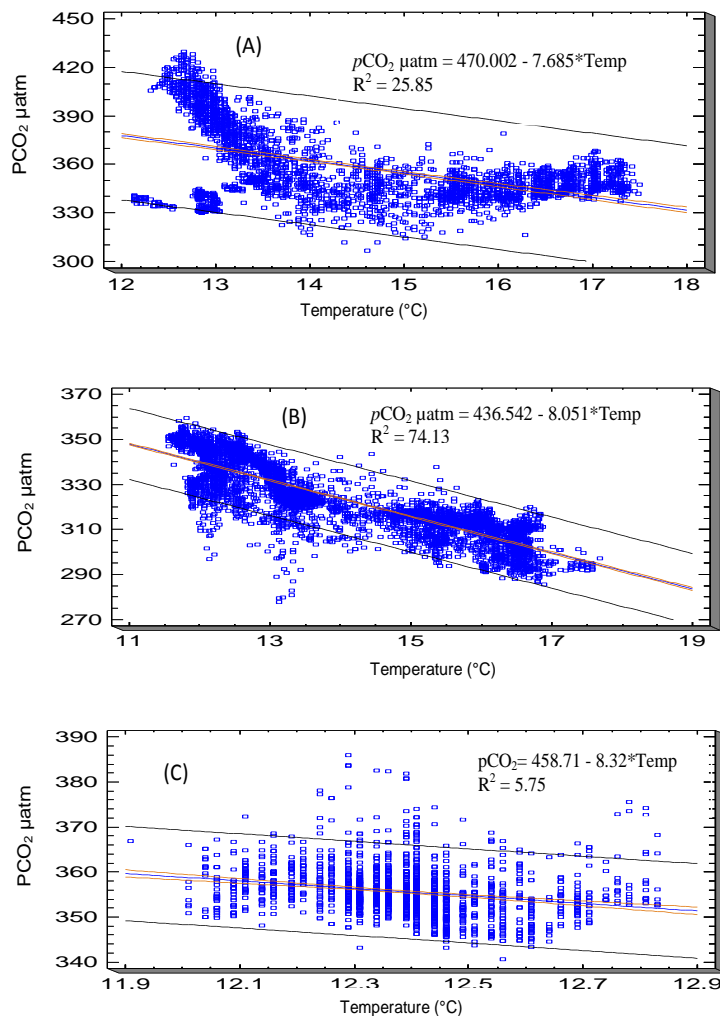 450
(A)
pCO₂ µatm = 470.002 - 7.685*Temp
R² = 25.85
420
390
PCO₂ µatm
360
330
300
12 13 14 15 16 17 18
Temperature (°C)
370
(B)
pCO₂ µatm = 436.542 - 8.051*Temp
R² = 74.13
350
330
PCO₂ µatm
310
290
270
11 13 15 17 19
Temperature (°C)
390
(C)
pCO₂= 458.71 - 8.32*Temp
R² = 5.75
380
370
PCO₂ µatm
360
350
340
11.9 12.1 12.3 12.5 12.7 12.9
Temperature (°C)